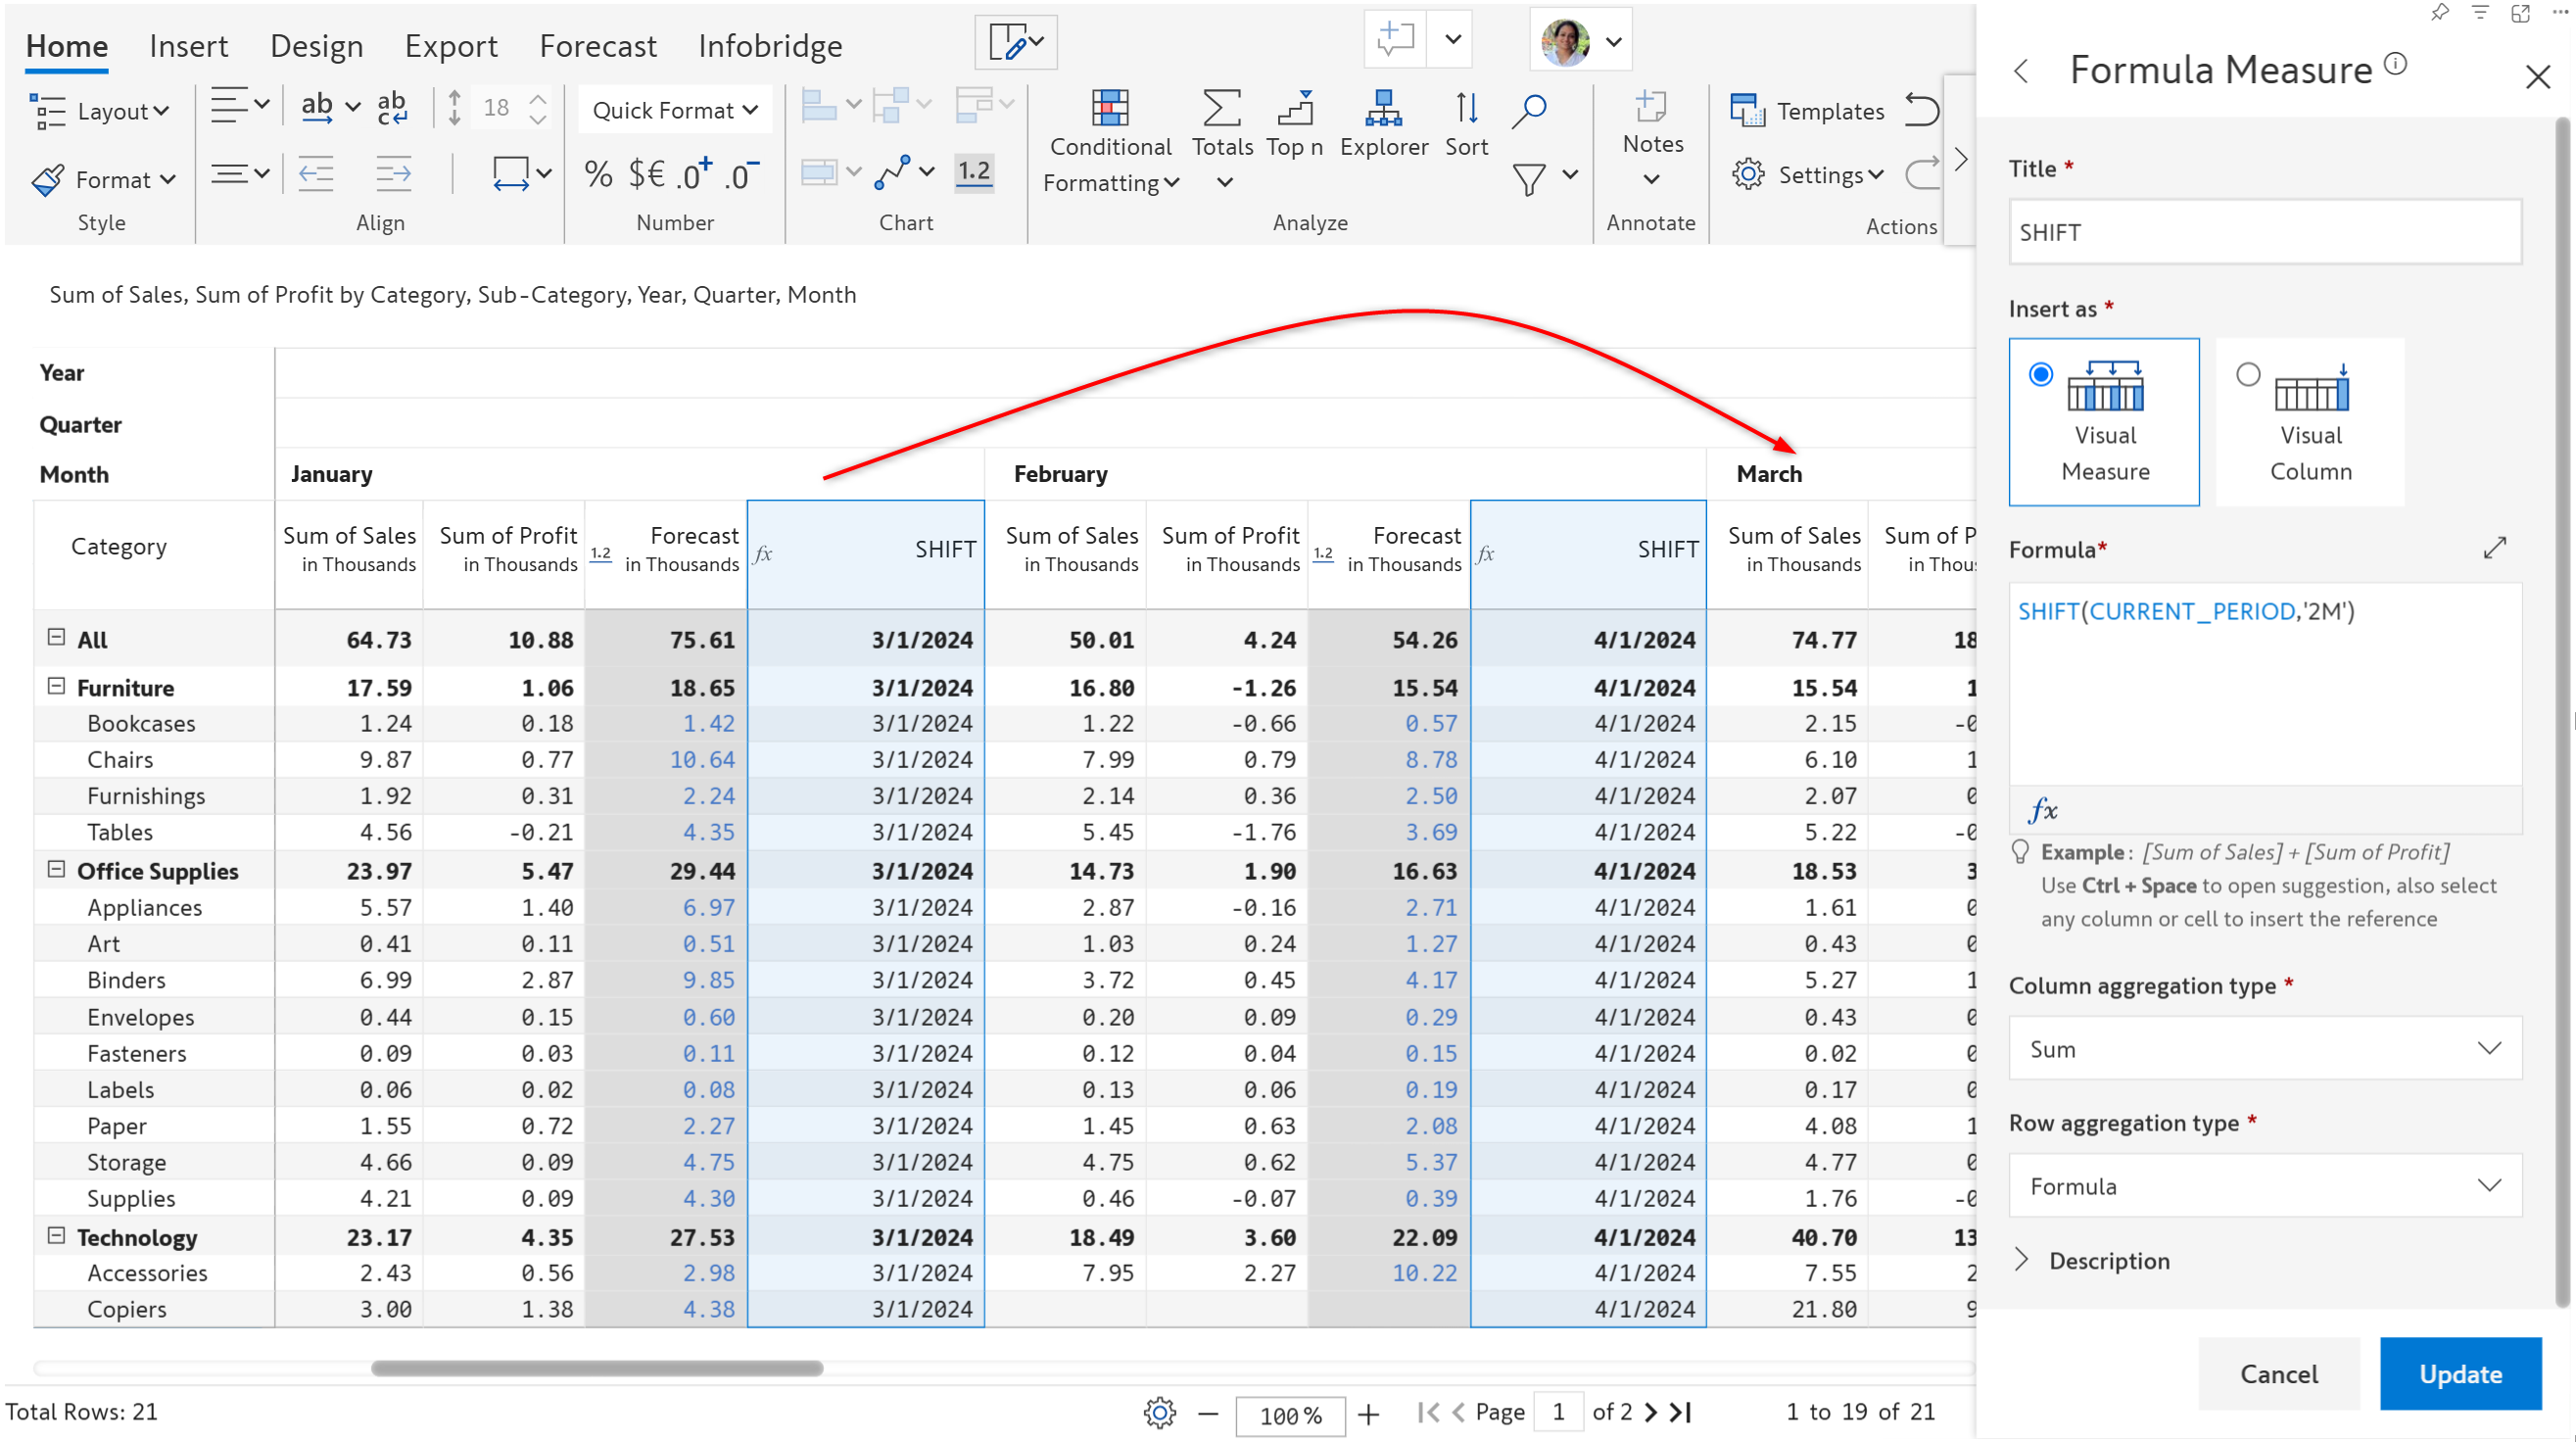 Home Insert Design Export Forecast Infobridge
Layout ab ab c 18 Quick Format Templates
Conditional Formatting Totals Top n Explorer Sort Notes
Format % $€ .0 .0 1.2 Settings
Style Align Number Chart Analyze Annotate Actions
Sum of Sales, Sum of Profit by Category, Sub-Category, Year, Quarter, Month
Year
Quarter
Month January February March
Category Sum of Sales in Thousands Sum of Profit in Thousands 1.2 Forecast in Thousands fx SHIFT Sum of Sales in Thousands Sum of Profit in Thousands 1.2 Forecast in Thousands fx SHIFT Sum of Sales in Thousands Sum of P in Thou
All 64.73 10.88 75.61 3/1/2024 50.01 4.24 54.26 4/1/2024 74.77 18
Furniture 17.59 1.06 18.65 3/1/2024 16.80 -1.26 15.54 4/1/2024 15.54 1
Bookcases 1.24 0.18 1.42 3/1/2024 1.22 -0.66 0.57 4/1/2024 2.15 -0
Chairs 9.87 0.77 10.64 3/1/2024 7.99 0.79 8.78 4/1/2024 6.10 1
Furnishings 1.92 0.31 2.24 3/1/2024 2.14 0.36 2.50 4/1/2024 2.07 0
Tables 4.56 -0.21 4.35 3/1/2024 5.45 -1.76 3.69 4/1/2024 5.22 -0
Office Supplies 23.97 5.47 29.44 3/1/2024 14.73 1.90 16.63 4/1/2024 18.53 3
Appliances 5.57 1.40 6.97 3/1/2024 2.87 -0.16 2.71 4/1/2024 1.61 0
Art 0.41 0.11 0.51 3/1/2024 1.03 0.24 1.27 4/1/2024 0.43 0
Binders 6.99 2.87 9.85 3/1/2024 3.72 0.45 4.17 4/1/2024 5.27 1
Envelopes 0.44 0.15 0.60 3/1/2024 0.20 0.09 0.29 4/1/2024 0.43 0
Fasteners 0.09 0.03 0.11 3/1/2024 0.12 0.04 0.15 4/1/2024 0.02 0
Labels 0.06 0.02 0.08 3/1/2024 0.13 0.06 0.19 4/1/2024 0.17 0
Paper 1.55 0.72 2.27 3/1/2024 1.45 0.63 2.08 4/1/2024 4.08 1
Storage 4.66 0.09 4.75 3/1/2024 4.75 0.62 5.37 4/1/2024 4.77 0
Supplies 4.21 0.09 4.30 3/1/2024 0.46 -0.07 0.39 4/1/2024 1.76 -0
Technology 23.17 4.35 27.53 3/1/2024 18.49 3.60 22.09 4/1/2024 40.70 13
Accessories 2.43 0.56 2.98 3/1/2024 7.95 2.27 10.22 4/1/2024 7.55 2
Copiers 3.00 1.38 4.38 3/1/2024 4/1/2024 21.80 9
Total Rows: 21 100% Page 1 of 2 1 to 19 of 21
Formula Measure
Title *
SHIFT
Insert as *
Visual Measure
Visual Column
Formula*
SHIFT(CURRENT_PERIOD,'2M')
fx
Example: [Sum of Sales] + [Sum of Profit]
Use Ctrl + Space to open suggestion, also select
any column or cell to insert the reference
Column aggregation type *
Sum
Row aggregation type *
Formula
Description
Cancel Update